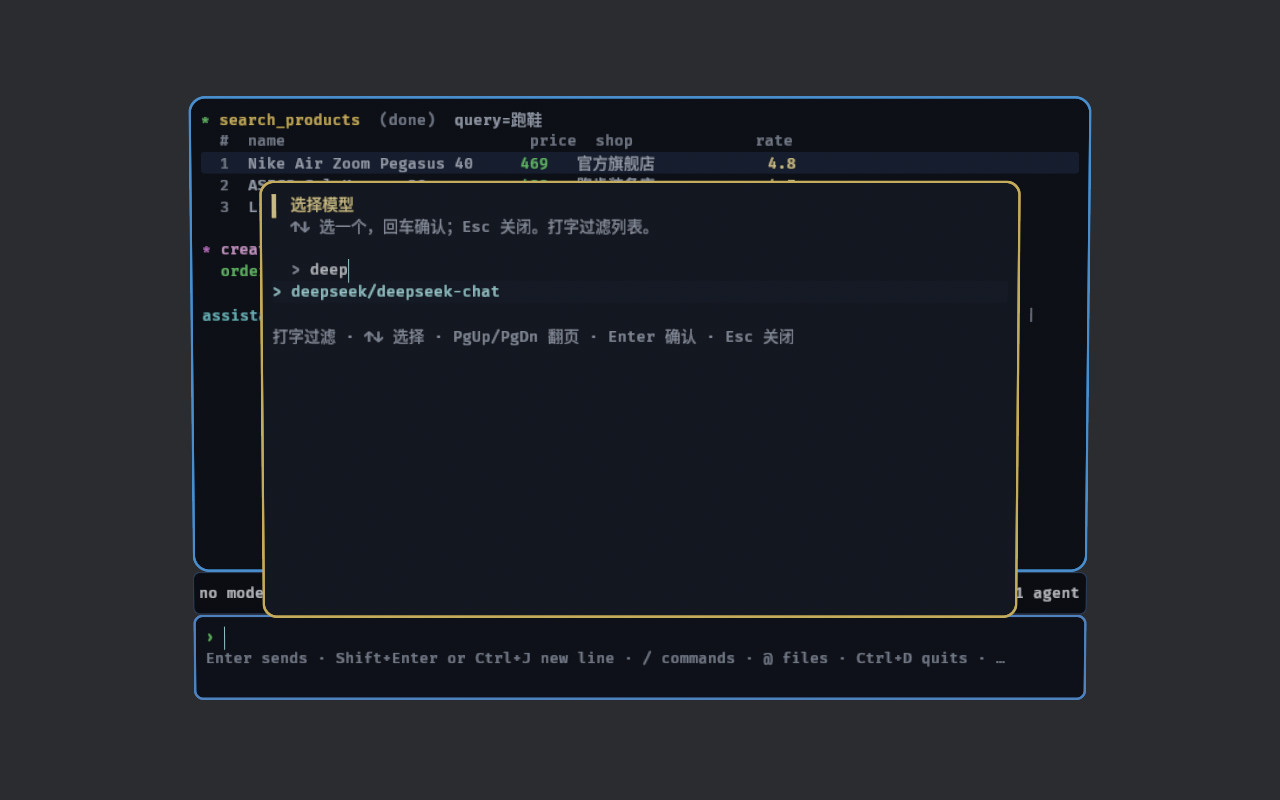 * search_products (done) query=跑鞋
# name price shop rate
1 Nike Air Zoom Pegasus 40 469 官方旗舰店 4.8
2
3 L
选择模型
↑↓ 选一个，回车确认；Esc 关闭。打字过滤列表。
* crea
orde
> deep
> deepseek/deepseek-chat
assista
打字过滤 · ↑↓ 选择 · PgUp/PgDn 翻页 · Enter 确认 · Esc 关闭
no mode 1 agent
›
Enter sends · Shift+Enter or Ctrl+J new line · / commands · @ files · Ctrl+D quits · …